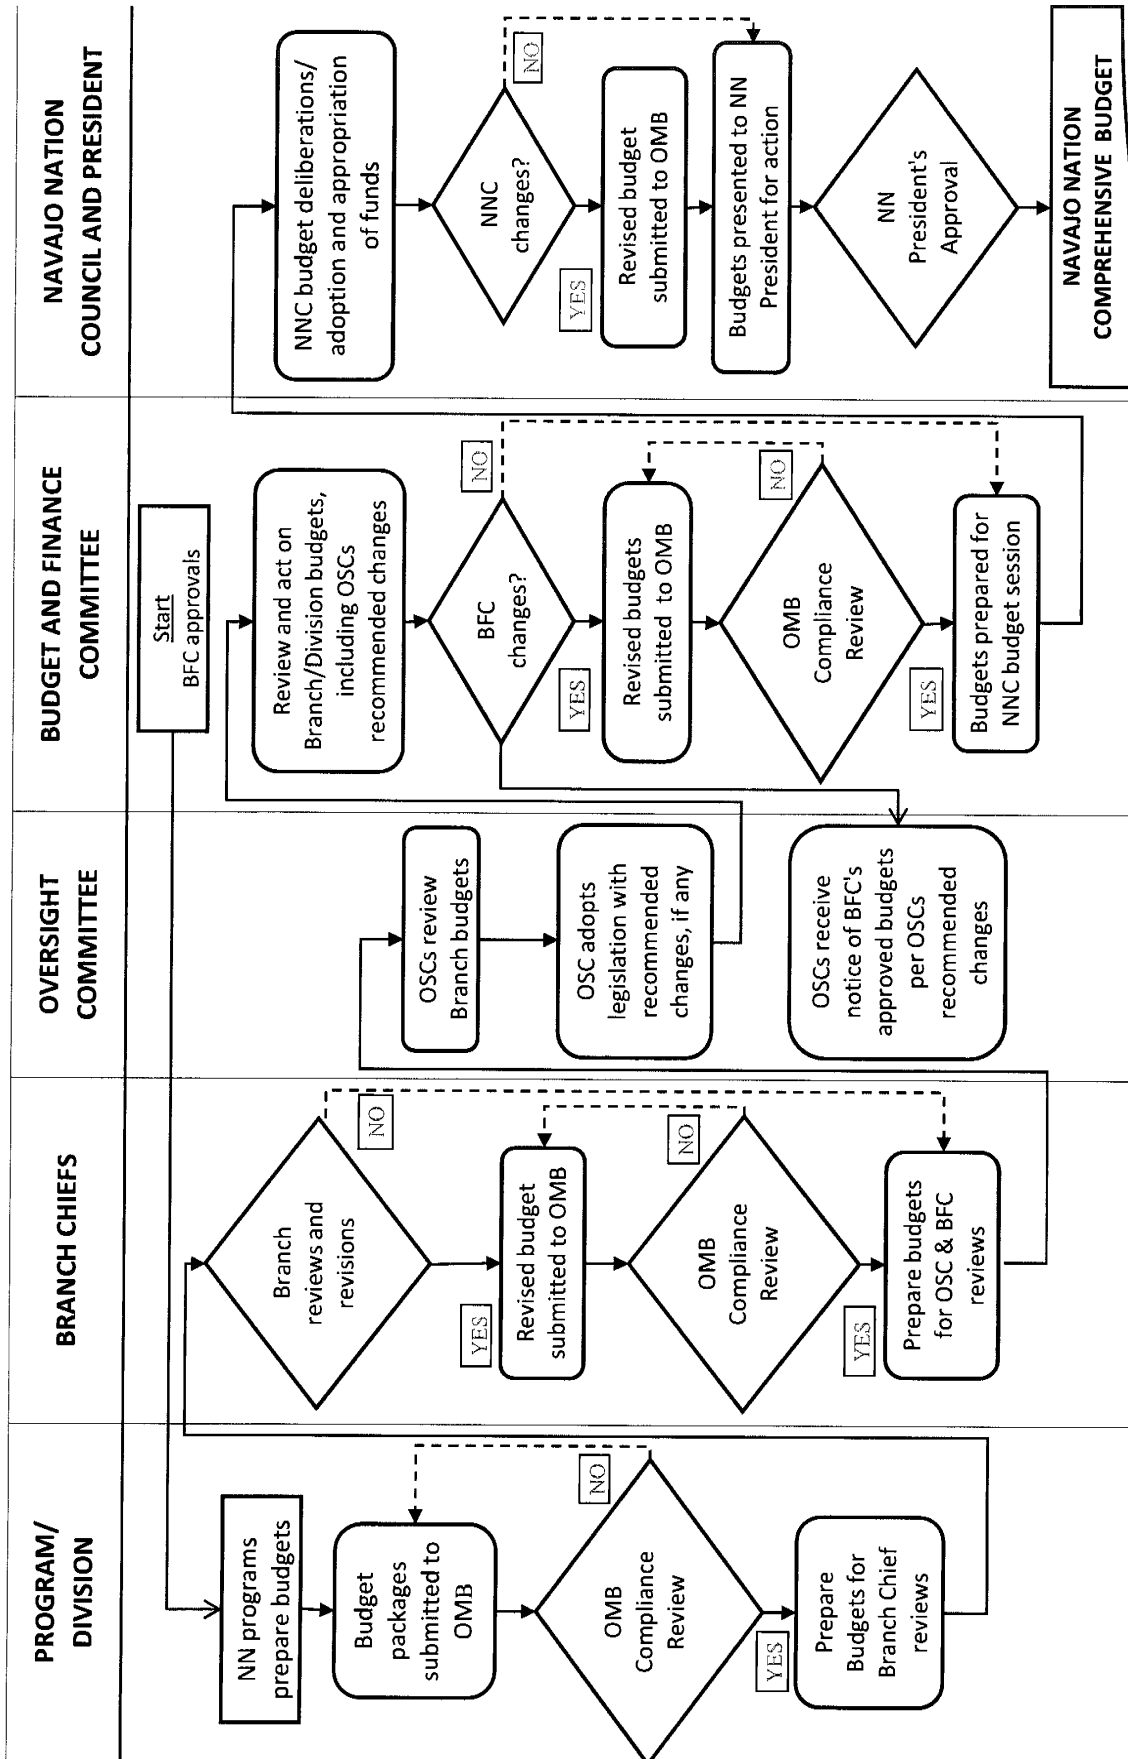 PROGRAM/
DIVISION
NN programs
prepare budgets
Budget
packages
submitted to
OMB
NO
OMB
Compliance
Review
YES
Prepare
Budgets for
Branch Chief
reviews
BRANCH CHIEFS
Branch
reviews and
revisions
NO
YES
Revised budget
submitted to OMB
NO
OMB
Compliance
Review
YES
Prepare budgets
for OSC & BFC
reviews
OVERSIGHT
COMMITTEE
OSCs review
Branch budgets
OSC adopts
legislation with
recommended
changes, if any
OSCs receive
notice of BFC's
approved budgets
per OSCs
recommended
changes
BUDGET AND FINANCE
COMMITTEE
Start
BFC approvals
Review and act on
Branch/Division budgets,
including OSCs
recommended changes
NO
BFC
changes?
YES
Revised budgets
submitted to OMB
NO
OMB
Compliance
Review
YES
Budgets prepared for
NNC budget session
NAVAJO NATION
COUNCIL AND PRESIDENT
NNC budget deliberations/
adoption and appropriation
of funds
NO
NNC
changes?
YES
Revised budget
submitted to OMB
Budgets presented to NN
President for action
NN
President's
Approval
NAVAJO NATION
COMPREHENSIVE BUDGET